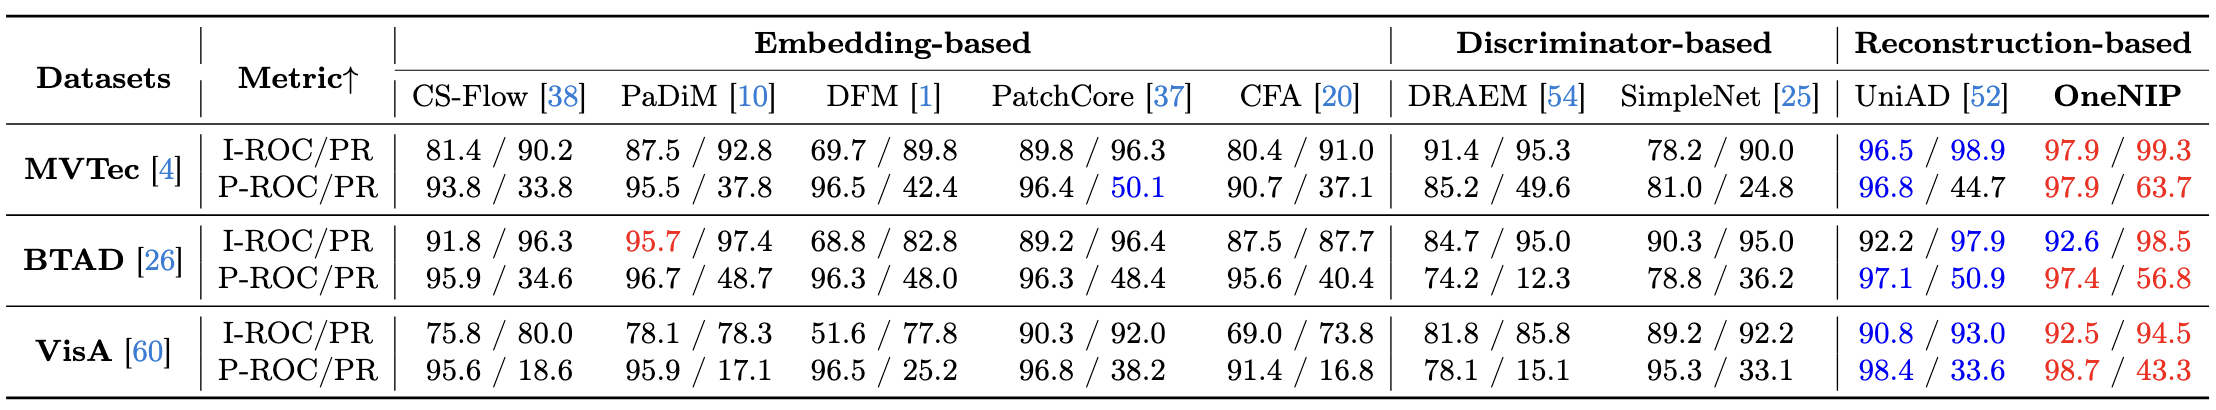 Datasets Metric↑ Embedding-based Discriminator-based Reconstruction-based
CS-Flow [38] PaDiM [10] DFM [1] PatchCore [37] CFA [20] DRAEM [54] SimpleNet [25] UniAD [52] OneNIP
MVTec [4] I-ROC/PR 81.4 / 90.2 87.5 / 92.8 69.7 / 89.8 89.8 / 96.3 80.4 / 91.0 91.4 / 95.3 78.2 / 90.0 96.5 / 98.9 97.9 / 99.3
P-ROC/PR 93.8 / 33.8 95.5 / 37.8 96.5 / 42.4 96.4 / 50.1 90.7 / 37.1 85.2 / 49.6 81.0 / 24.8 96.8 / 44.7 97.9 / 63.7
BTAD [26] I-ROC/PR 91.8 / 96.3 95.7 / 97.4 68.8 / 82.8 89.2 / 96.4 87.5 / 87.7 84.7 / 95.0 90.3 / 95.0 92.2 / 97.9 92.6 / 98.5
P-ROC/PR 95.9 / 34.6 96.7 / 48.7 96.3 / 48.0 96.3 / 48.4 95.6 / 40.4 74.2 / 12.3 78.8 / 36.2 97.1 / 50.9 97.4 / 56.8
VisA [60] I-ROC/PR 75.8 / 80.0 78.1 / 78.3 51.6 / 77.8 90.3 / 92.0 69.0 / 73.8 81.8 / 85.8 89.2 / 92.2 90.8 / 93.0 92.5 / 94.5
P-ROC/PR 95.6 / 18.6 95.9 / 17.1 96.5 / 25.2 96.8 / 38.2 91.4 / 16.8 78.1 / 15.1 95.3 / 33.1 98.4 / 33.6 98.7 / 43.3